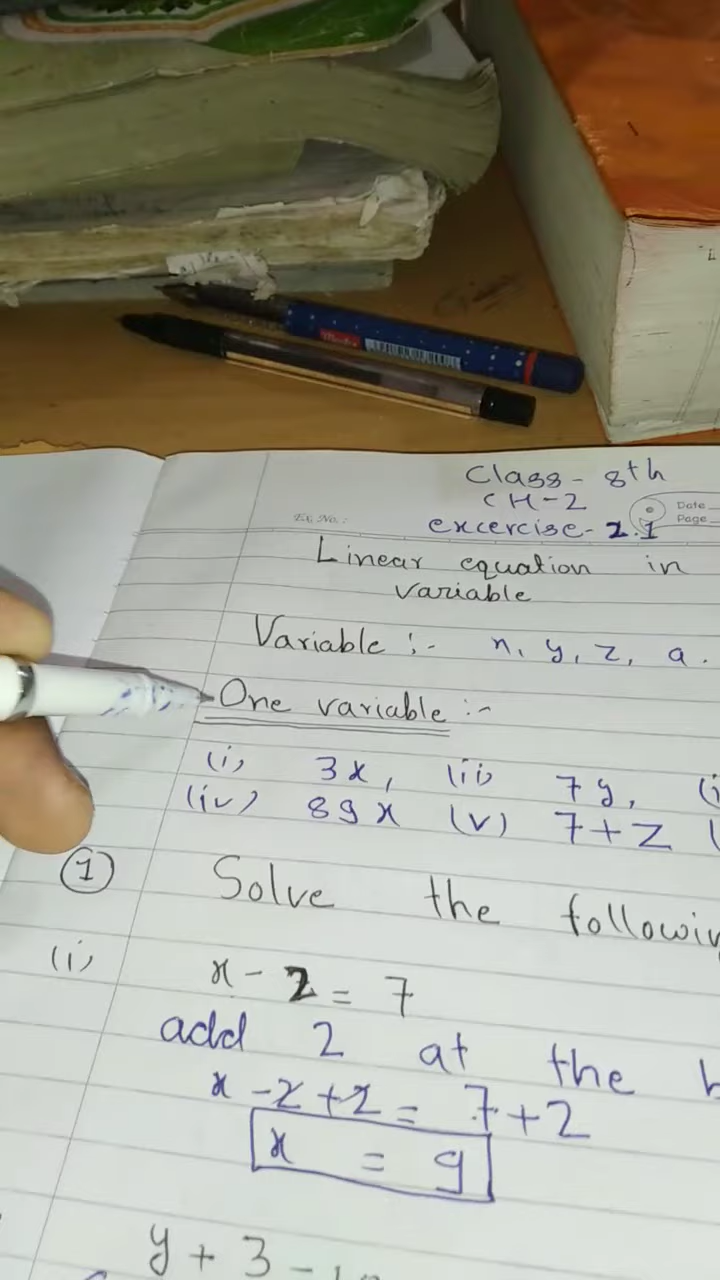 Class - 8th
CH-2
Ex. No. :
excercise - 2.1
Date
Page
Linear equation in
variable
Variable :- x, y, z, a.
One variable :-
(i) 3x, (ii) 7y,
(iv) 89x (v) 7+z
(1) Solve the
(i) x - 2 = 7
add 2 at the
x - 2 + 2 = 7 + 2
x = 9
y + 3